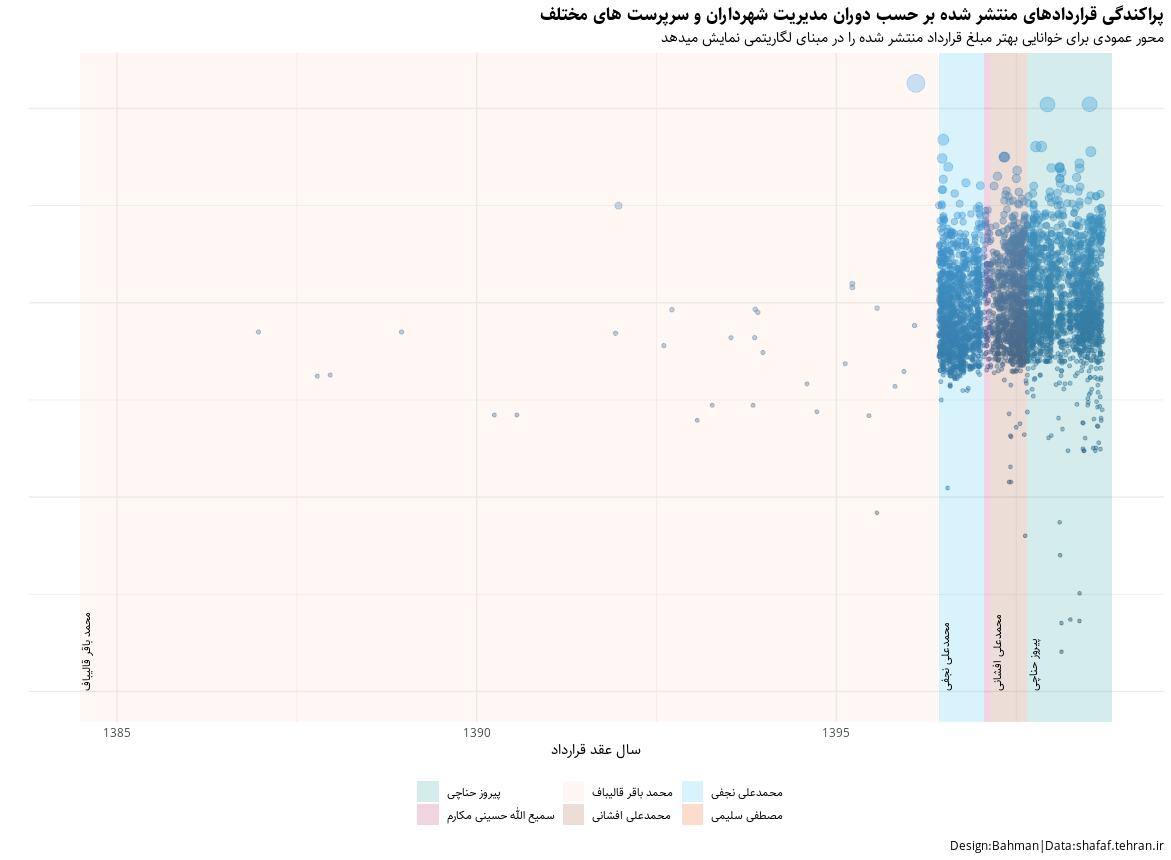 پراکندگی قراردادهای منتشر شده بر حسب دوران مدیریت شهرداران و سرپرست های مختلف
محور عمودی برای خوانایی بهتر مبلغ قرارداد منتشر شده را در مبنای لگاریتمی نمایش میدهد
محمد باقر قالیباف
محمدعلی نجفی
محمدعلی افشانی
پیروز حناچی
1385
1390
1395
سال عقد قرارداد
پیروز حناچی
محمد باقر قالیباف
محمدعلی نجفی
سمیع الله حسینی مکارم
محمدعلی افشانی
مصطفی سلیمی
Design:Bahman|Data:shafaf.tehran.ir